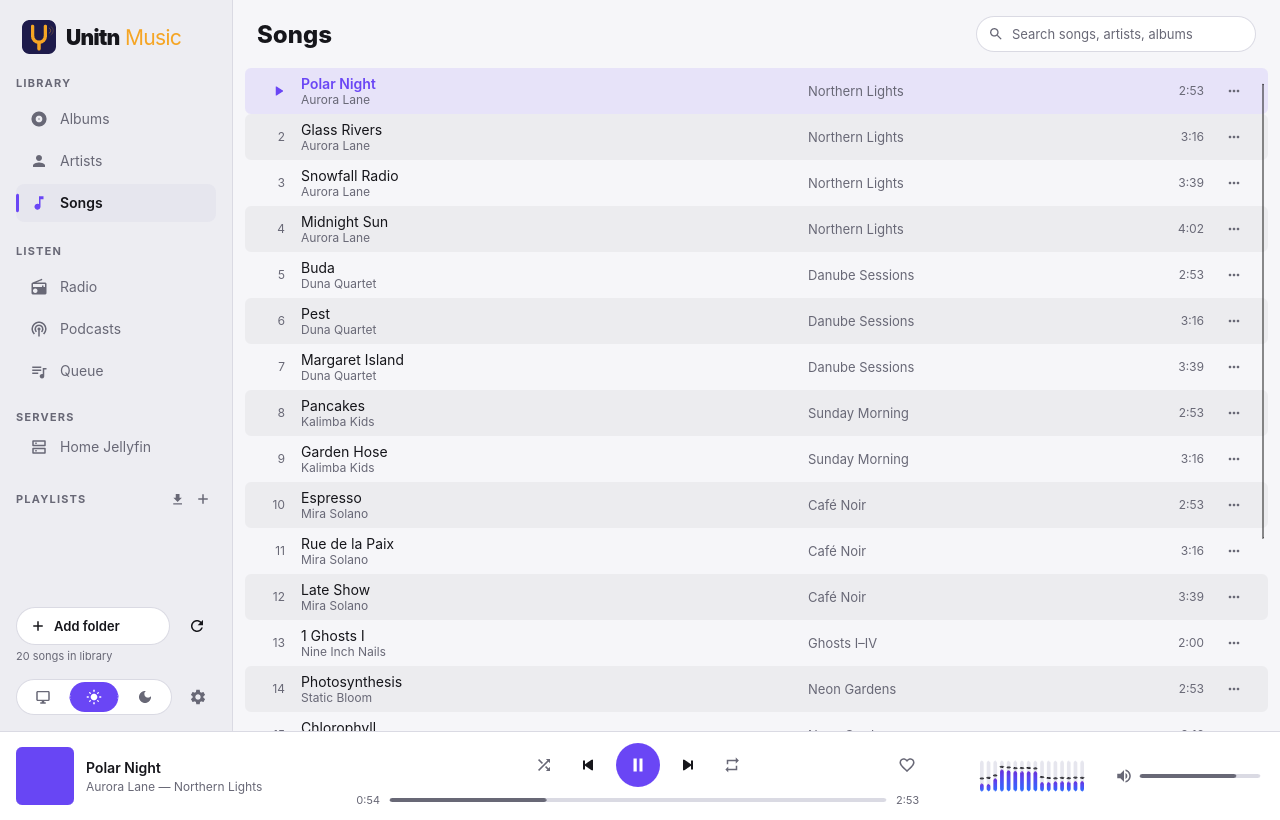 Unitn Music
LIBRARY
Albums
Artists
Songs
LISTEN
Radio
Podcasts
Queue
SERVERS
Home Jellyfin
PLAYLISTS
Add folder
20 songs in library
Songs
Search songs, artists, albums
Polar Night
Aurora Lane
Northern Lights
2:53
2
Glass Rivers
Aurora Lane
Northern Lights
3:16
3
Snowfall Radio
Aurora Lane
Northern Lights
3:39
4
Midnight Sun
Aurora Lane
Northern Lights
4:02
5
Buda
Duna Quartet
Danube Sessions
2:53
6
Pest
Duna Quartet
Danube Sessions
3:16
7
Margaret Island
Duna Quartet
Danube Sessions
3:39
8
Pancakes
Kalimba Kids
Sunday Morning
2:53
9
Garden Hose
Kalimba Kids
Sunday Morning
3:16
10
Espresso
Mira Solano
Café Noir
2:53
11
Rue de la Paix
Mira Solano
Café Noir
3:16
12
Late Show
Mira Solano
Café Noir
3:39
13
1 Ghosts I
Nine Inch Nails
Ghosts I–IV
2:00
14
Photosynthesis
Static Bloom
Neon Gardens
2:53
Chlorophyll
Polar Night
Aurora Lane — Northern Lights
0:54
2:53